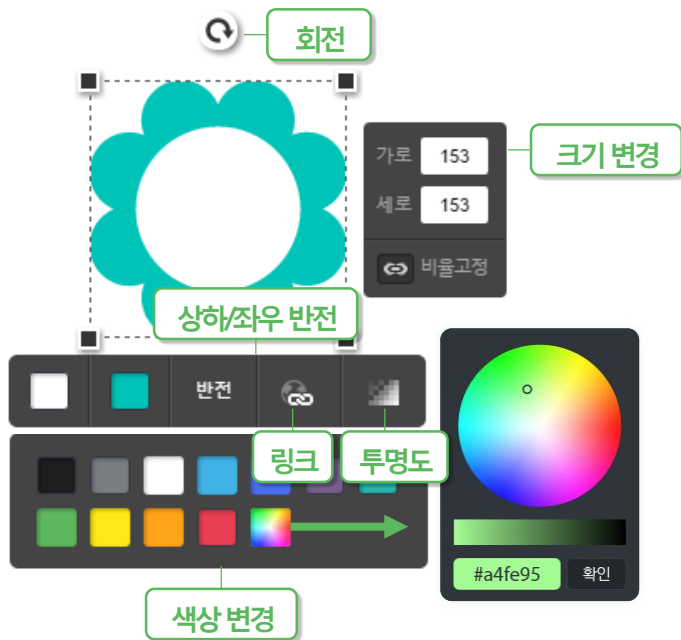 회전
가로 153
크기 변경
세로 153
비율고정
상하/좌우 반전
반전
링크
투명도
#a4fe95 확인
색상 변경